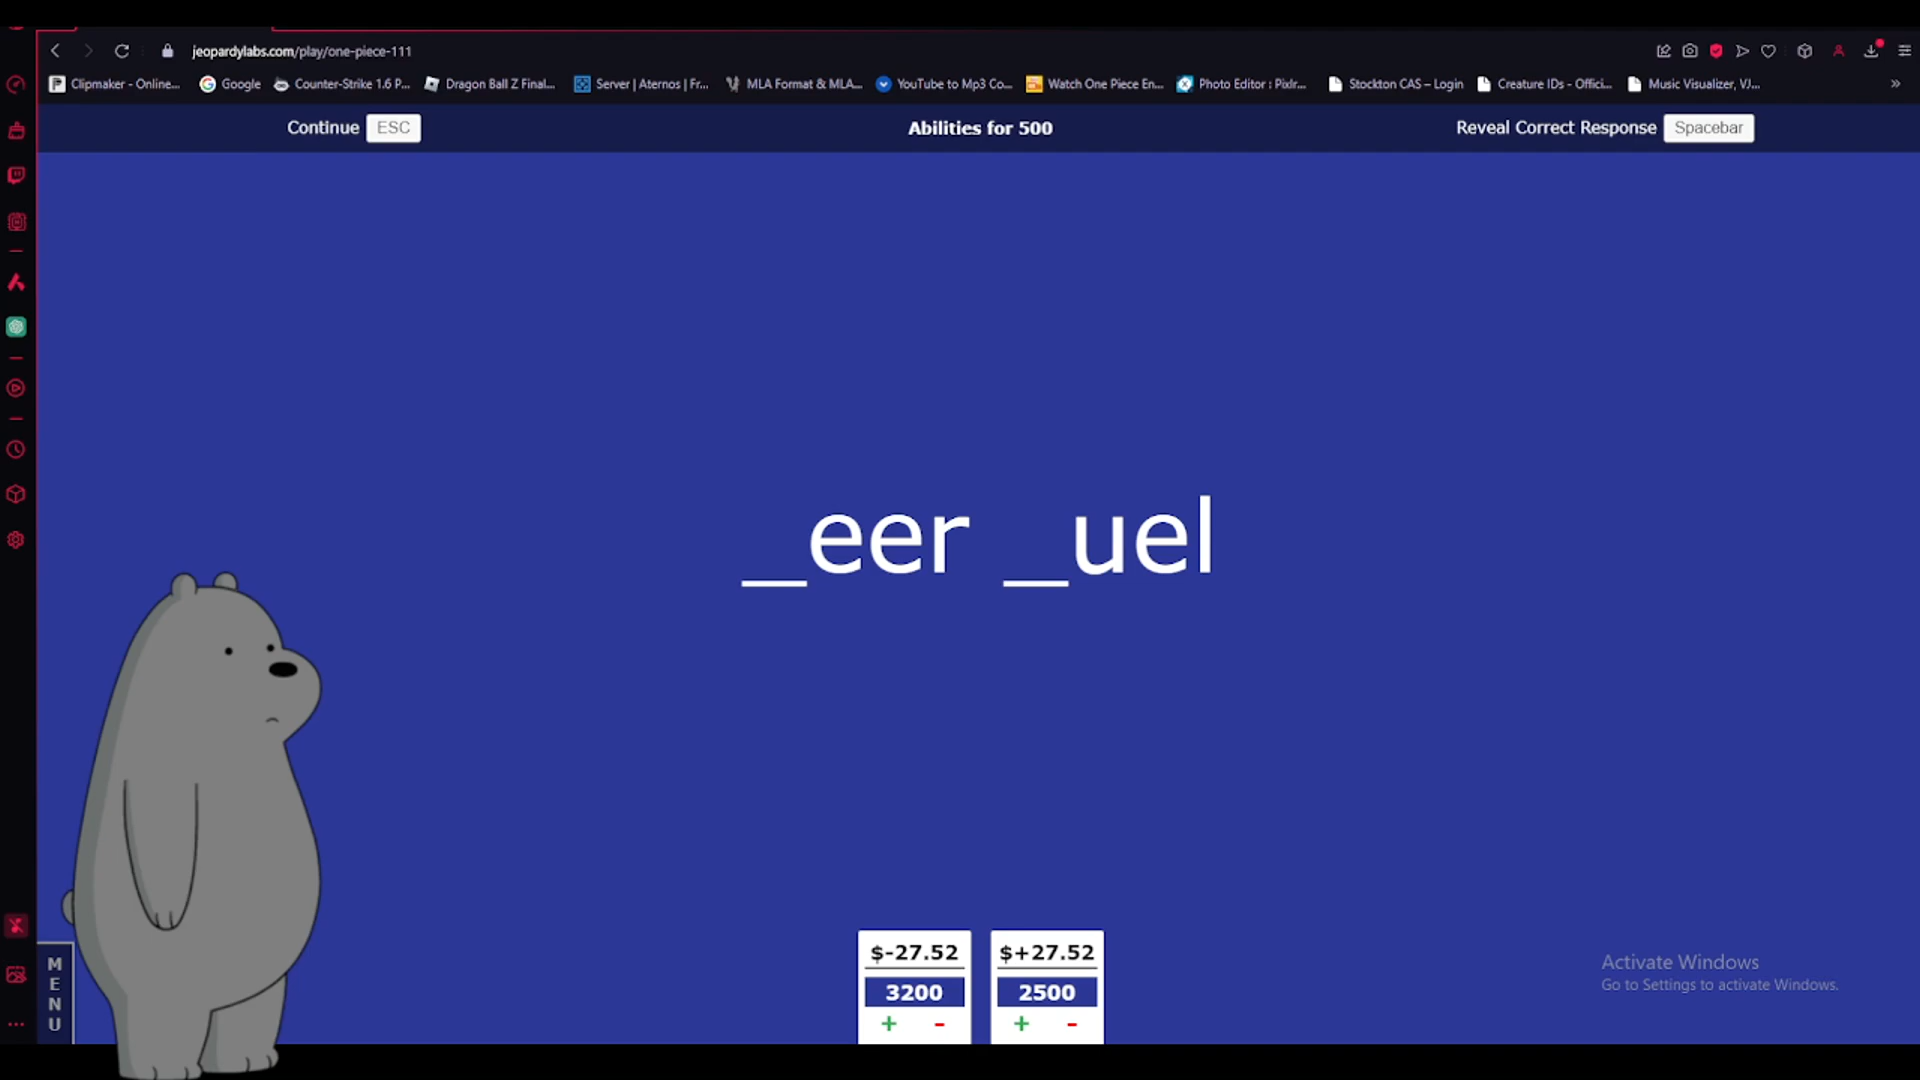 jeopardylabs.com/play/one-piece-111
Clipmaker - Online... Google Counter-Strike 1.6 P... Dragon Ball Z Final... Server | Aternos | Fr... MLA Format & MLA... YouTube to Mp3 Co... Watch One Piece En... Photo Editor : Pixlr... Stockton CAS – Login Creature IDs - Offici... Music Visualizer, VJ... »
Continue ESC Abilities for 500 Reveal Correct Response Spacebar
__eer __uel
$-27.52 $+27.52
3200 2500
+ - + -
MENU
Activate Windows
Go to Settings to activate Windows.